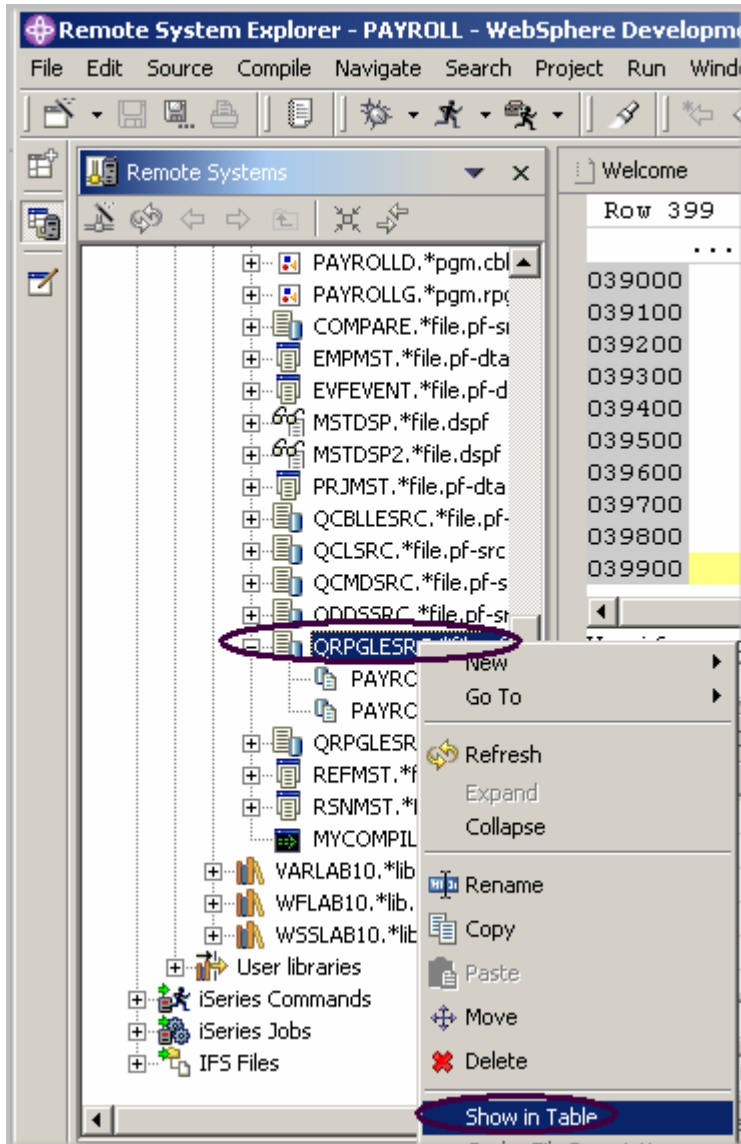 Remote System Explorer - PAYROLL - WebSphere Developm
File Edit Source Compile Navigate Search Project Run Wind
Remote Systems
Welcome
Row 399
...
PAYROLLD.*pgm.cbl
PAYROLLG.*pgm.rpg
COMPARE.*file.pf-sr
EMPMST.*file.pf-dta
EVFEVENT.*file.pf-d
MSTDSP.*file.dspf
MSTDSP2.*file.dspf
PRJMST.*file.pf-dta
QCBLLESRC.*file.pf-
QCLSRC.*file.pf-src
QCMDSRC.*file.pf-s
QDDSSRC.*file.pf-sr
QRPGLESR
PAYRO
PAYRO
QRPGLESR
REFMST.*f
RSNMST.*
MYCOMPIL
VARLAB10.*lib
WFLAB10.*lib.
WSSLAB10.*lib
User libraries
iSeries Commands
iSeries Jobs
IFS Files
039000
039100
039200
039300
039400
039500
039600
039700
039800
039900
New
Go To
Refresh
Expand
Collapse
Rename
Copy
Paste
Move
Delete
Show in Table